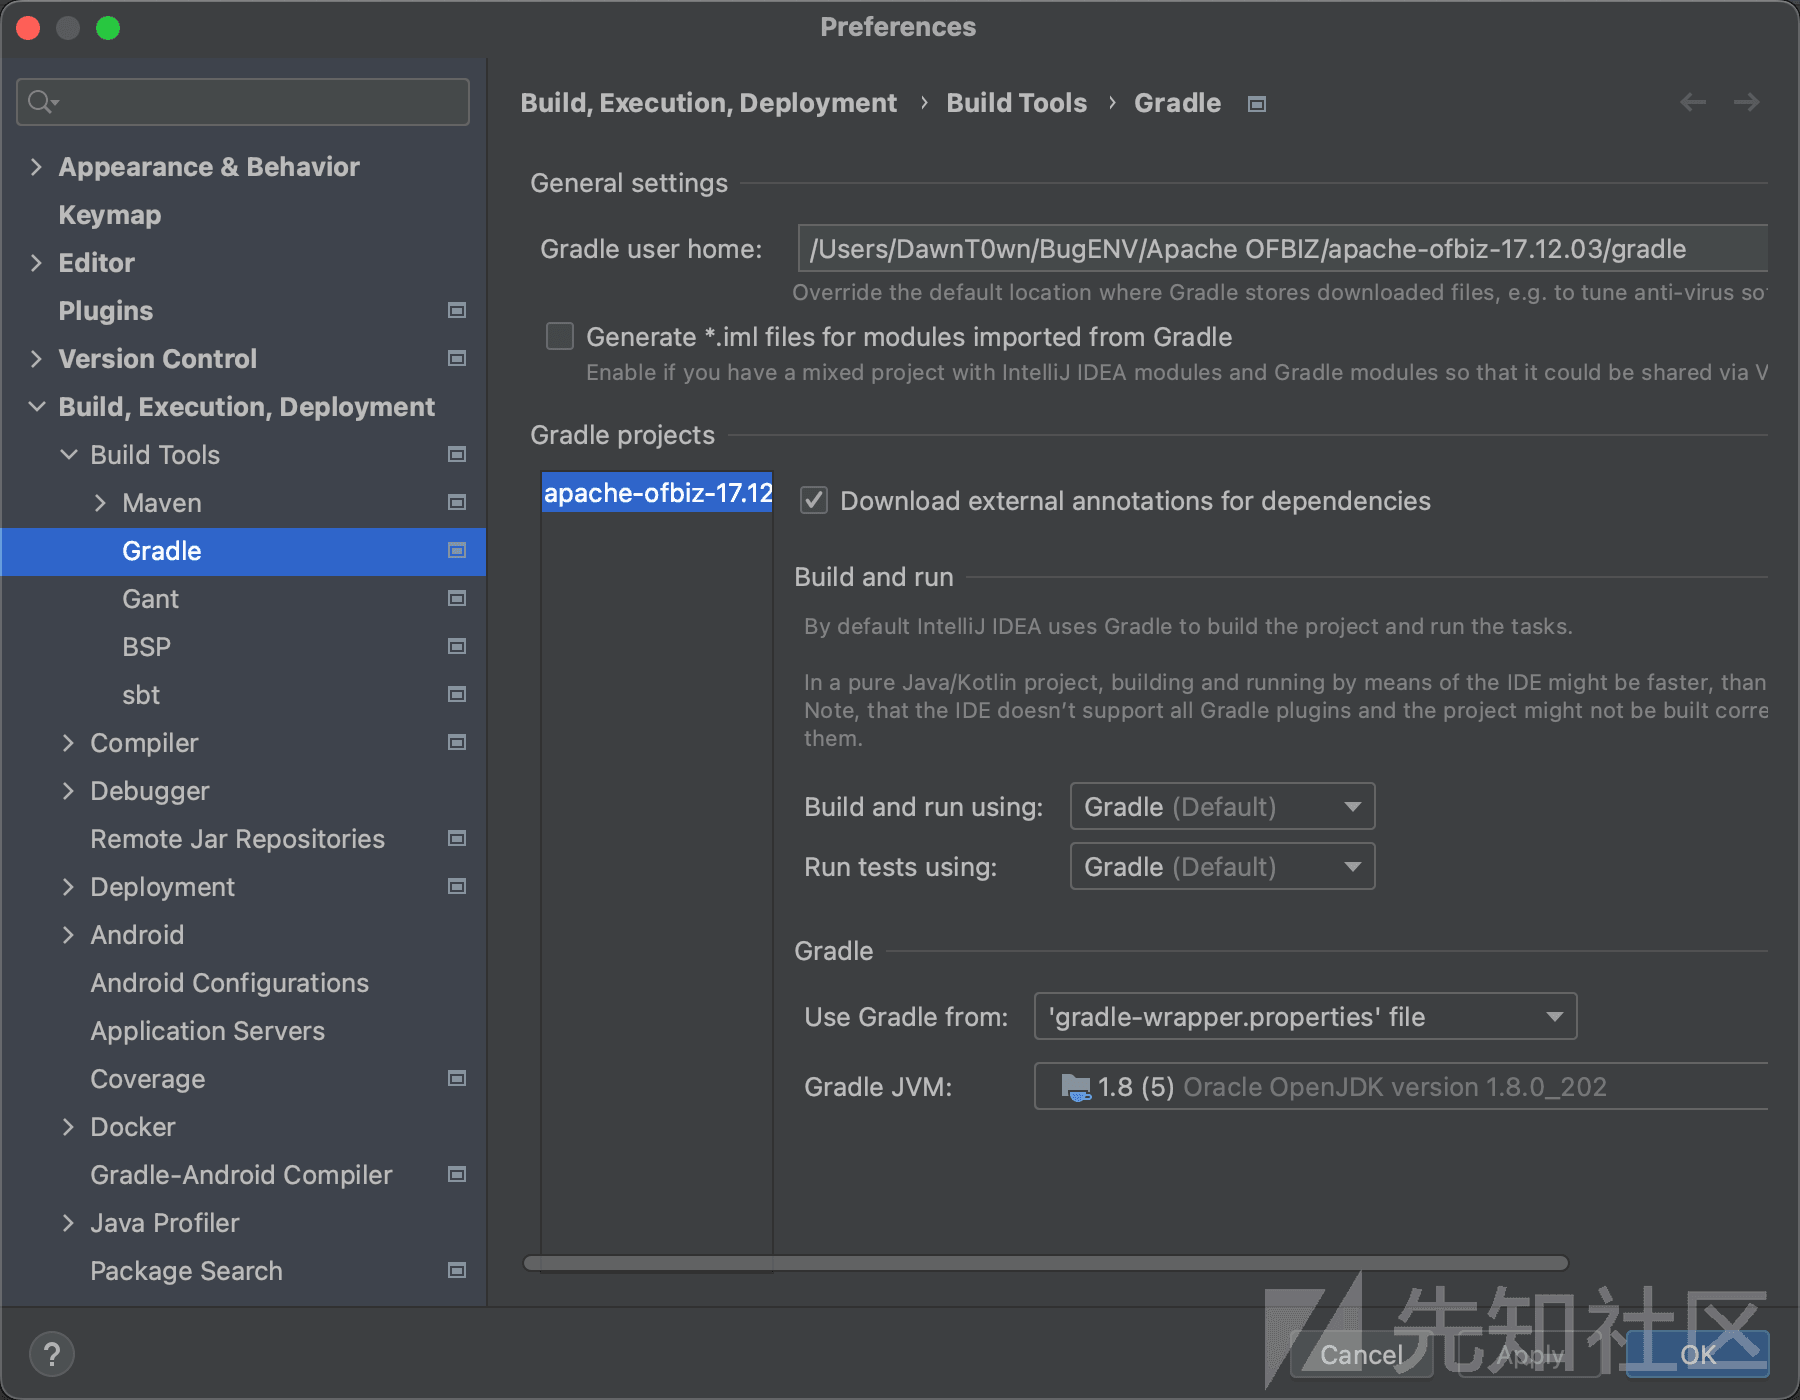 Preferences
Appearance & Behavior
Keymap
Editor
Plugins
Version Control
Build, Execution, Deployment
Build Tools
Maven
Gradle
Gant
BSP
sbt
Compiler
Debugger
Remote Jar Repositories
Deployment
Android
Android Configurations
Application Servers
Coverage
Docker
Gradle-Android Compiler
Java Profiler
Package Search
Build, Execution, Deployment › Build Tools › Gradle
General settings
Gradle user home: /Users/DawnT0wn/BugENV/Apache OFBIZ/apache-ofbiz-17.12.03/gradle
Override the default location where Gradle stores downloaded files, e.g. to tune anti-virus so
Generate *.iml files for modules imported from Gradle
Enable if you have a mixed project with IntelliJ IDEA modules and Gradle modules so that it could be shared via V
Gradle projects
apache-ofbiz-17.12
Download external annotations for dependencies
Build and run
By default IntelliJ IDEA uses Gradle to build the project and run the tasks.
In a pure Java/Kotlin project, building and running by means of the IDE might be faster, than
Note, that the IDE doesn’t support all Gradle plugins and the project might not be built corre
them.
Build and run using: Gradle (Default)
Run tests using: Gradle (Default)
Gradle
Use Gradle from: 'gradle-wrapper.properties' file
Gradle JVM: 1.8 (5) Oracle OpenJDK version 1.8.0_202
?
Cancel Apply OK
先知社区